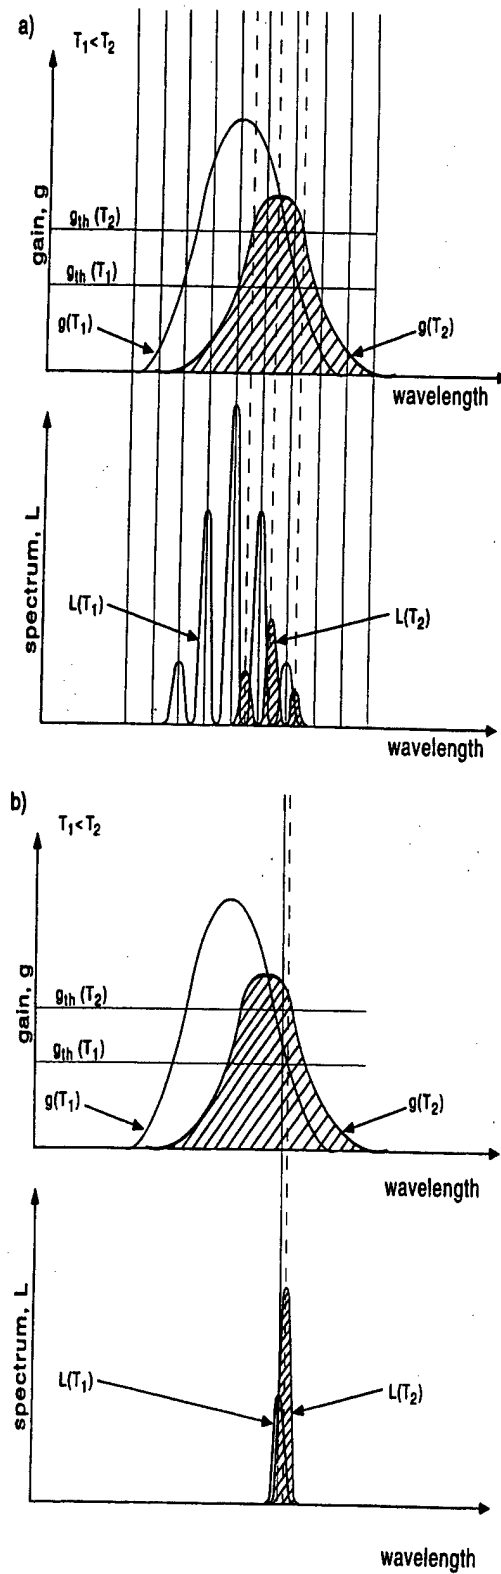 a)
T₁<T₂
gain, g
gth (T₂)
gth (T₁)
g(T₁)
g(T₂)
wavelength
spectrum, L
L(T₁)
L(T₂)
wavelength
b)
T₁<T₂
gain, g
gth (T₂)
gth (T₁)
g(T₁)
g(T₂)
wavelength
spectrum, L
L(T₁)
L(T₂)
wavelength